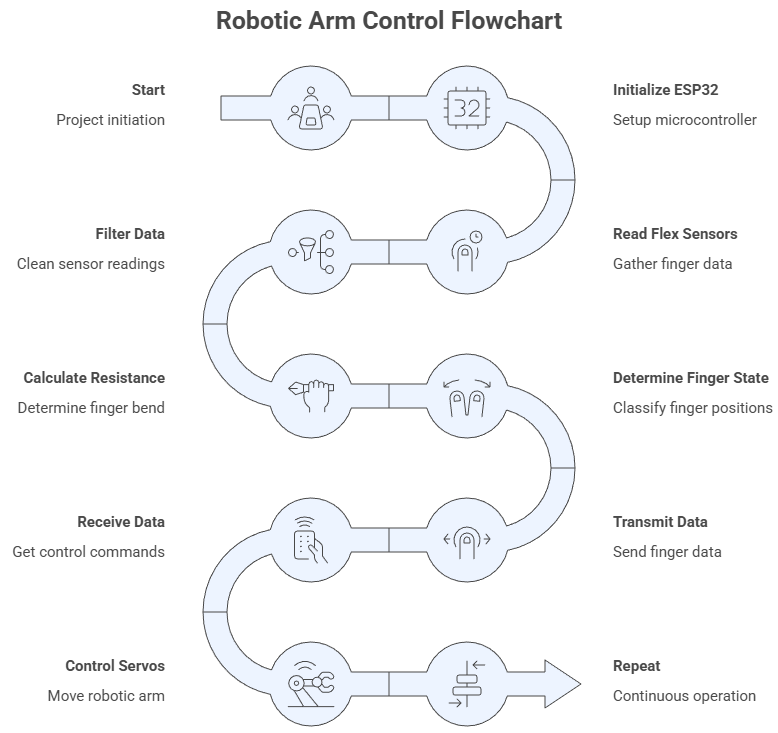 Robotic Arm Control Flowchart
Start
Project initiation
32
Initialize ESP32
Setup microcontroller
Read Flex Sensors
Gather finger data
Filter Data
Clean sensor readings
Calculate Resistance
Determine finger bend
Determine Finger State
Classify finger positions
Transmit Data
Send finger data
Receive Data
Get control commands
Control Servos
Move robotic arm
Repeat
Continuous operation